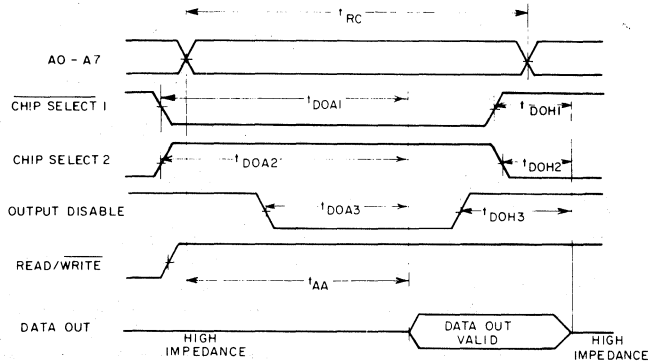 tRC
A0 - A7
CHIP SELECT 1
tDOA1
tDOH1
CHIP SELECT 2
tDOA2
tDOH2
OUTPUT DISABLE
tDOA3
tDOH3
READ/WRITE
tAA
DATA OUT
HIGH
IMPEDANCE
DATA OUT
VALID
HIGH
IMPEDANCE